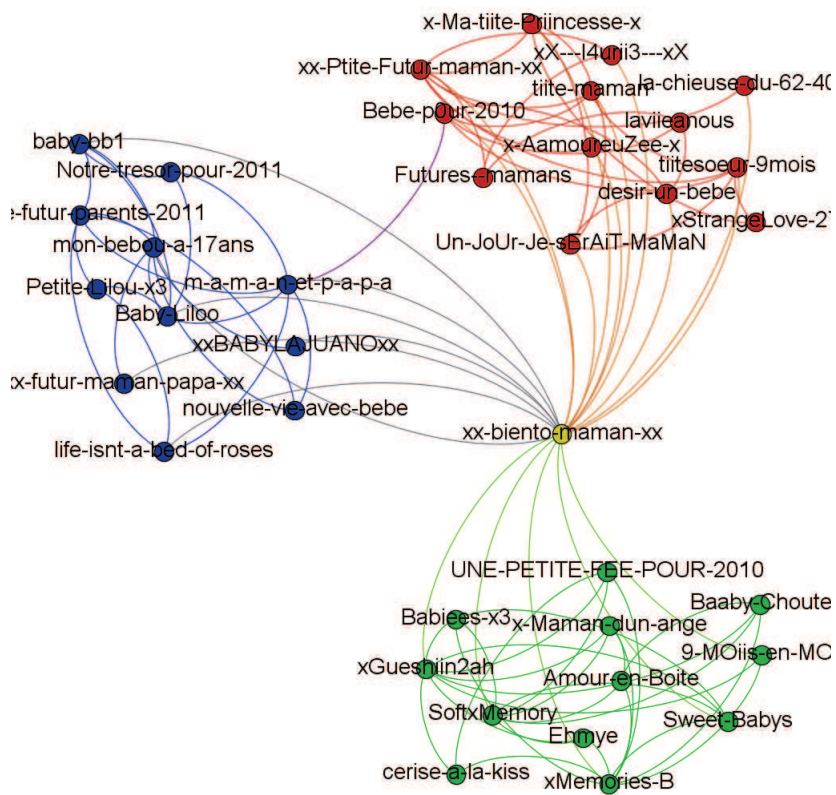 x-Ma-tiite-Priincesse-x
xX---l4urii3---xX
xx-Ptite-Futur-maman-xx
la-chieuse-du-62-40
tiite-maman
Bebe-p0ur-2010
laviieanous
baby-bb1
x-AamoureuZee-x
Notre-tresor-pour-2011
tiitesoeur-9mois
Futures--mamans
desir-un-bebe
e-futur-parents-2011
xStrangeLove-21
mon-bebou-a-17ans
Un-JoUr-Je-sErAiT-MaMaN
Petite-Lilou-x3
m-a-m-a-n-et-p-a-p-a
Baby-Liloo
xxBABYLAJUANOxx
xx-futur-maman-papa-xx
nouvelle-vie-avec-bebe
xx-biento-maman-xx
life-isnt-a-bed-of-roses
UNE-PETITE-FEE-POUR-2010
Baaby-Choute
Babiees-x3
x-Maman-dun-ange
9-MOiis-en-MO
xGueshiin2ah
Amour-en-Boite
SoftxMemory
Sweet-Babys
Ehmye
cerise-a-la-kiss
xMemories-B